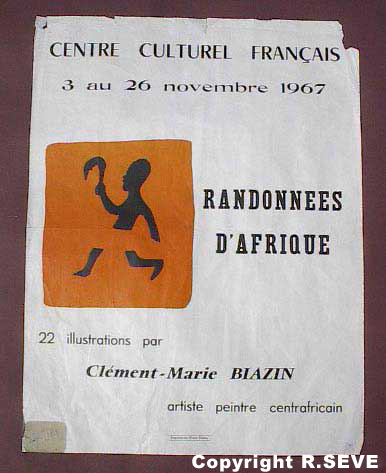 CENTRE CULTUREL FRANÇAIS
3 au 26 novembre 1967
RANDONNEES
D'AFRIQUE
22 illustrations par
Clément-Marie BIAZIN
artiste peintre centrafricain
Copyright R.SEVE